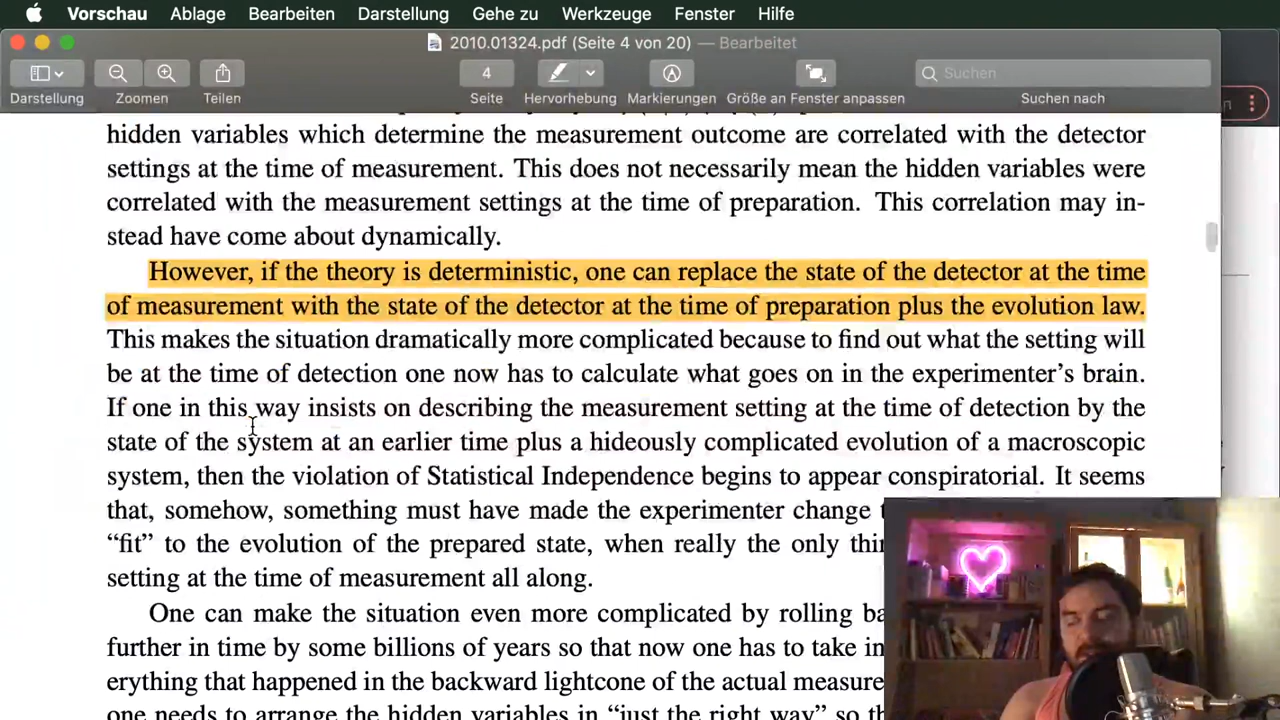 Vorschau Ablage Bearbeiten Darstellung Gehe zu Werkzeuge Fenster Hilfe
2010.01324.pdf (Seite 4 von 20) — Bearbeitet
4
Suchen
Darstellung Zoomen Teilen Seite Hervorhebung Markierungen Größe an Fenster anpassen Suchen nach
hidden variables which determine the measurement outcome are correlated with the detector
settings at the time of measurement. This does not necessarily mean the hidden variables were
correlated with the measurement settings at the time of preparation. This correlation may in-
stead have come about dynamically.
However, if the theory is deterministic, one can replace the state of the detector at the time
of measurement with the state of the detector at the time of preparation plus the evolution law.
This makes the situation dramatically more complicated because to find out what the setting will
be at the time of detection one now has to calculate what goes on in the experimenter's brain.
If one in this way insists on describing the measurement setting at the time of detection by the
state of the system at an earlier time plus a hideously complicated evolution of a macroscopic
system, then the violation of Statistical Independence begins to appear conspiratorial. It seems
that, somehow, something must have made the experimenter change
“fit” to the evolution of the prepared state, when really the only
setting at the time of measurement all along.
One can make the situation even more complicated by rolling
further in time by some billions of years so that now one has to take
erything that happened in the backward lightcone of the actual
one needs to arrange the hidden variables in “just the right way”